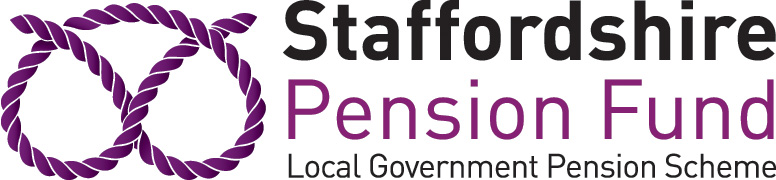 Staffordshire
Pension Fund
Local Government Pension Scheme